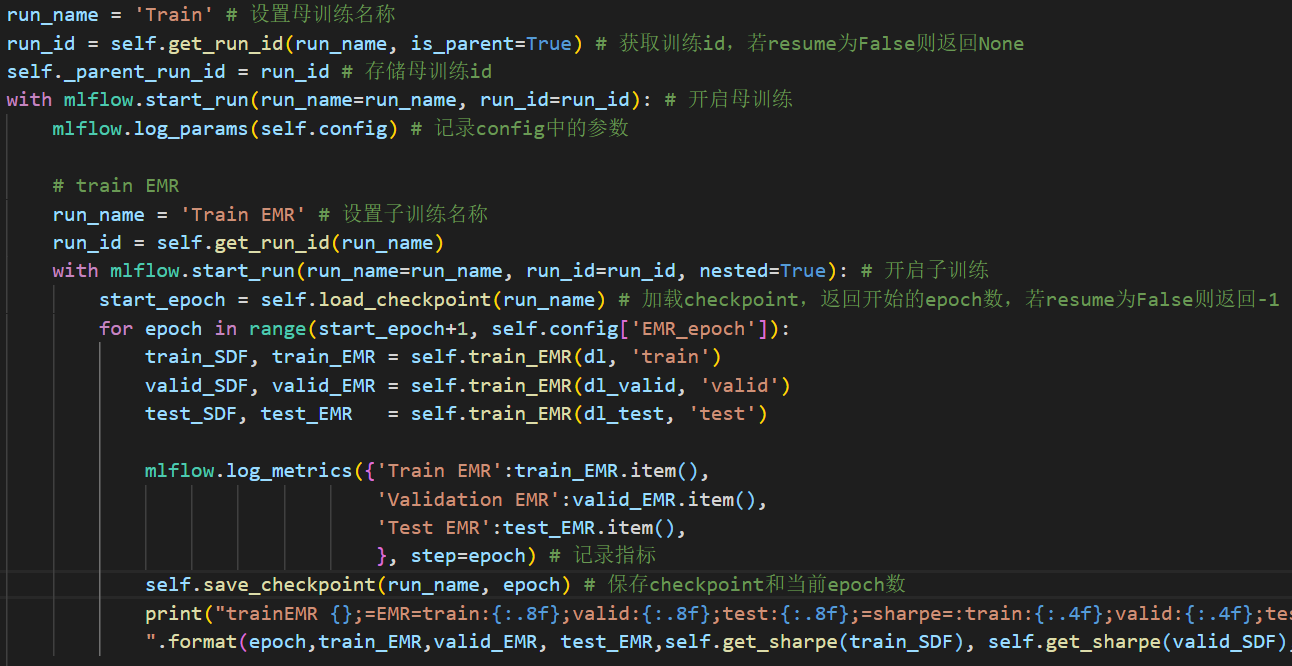 run_name = 'Train' # 设置母训练名称
run_id = self.get_run_id(run_name, is_parent=True) # 获取训练id，若resume为False则返回None
self._parent_run_id = run_id # 存储母训练id
with mlflow.start_run(run_name=run_name, run_id=run_id): # 开启母训练
    mlflow.log_params(self.config) # 记录config中的参数

    # train EMR
    run_name = 'Train EMR' # 设置子训练名称
    run_id = self.get_run_id(run_name)
    with mlflow.start_run(run_name=run_name, run_id=run_id, nested=True): # 开启子训练
        start_epoch = self.load_checkpoint(run_name) # 加载checkpoint，返回开始的epoch数，若resume为False则返回-1
        for epoch in range(start_epoch+1, self.config['EMR_epoch']):
            train_SDF, train_EMR = self.train_EMR(dl, 'train')
            valid_SDF, valid_EMR = self.train_EMR(dl_valid, 'valid')
            test_SDF, test_EMR   = self.train_EMR(dl_test, 'test')

            mlflow.log_metrics({'Train EMR':train_EMR.item(),
                                'Validation EMR':valid_EMR.item(),
                                'Test EMR':test_EMR.item(),
                                }, step=epoch) # 记录指标
            self.save_checkpoint(run_name, epoch) # 保存checkpoint和当前epoch数
            print("trainEMR {};=EMR=train:{:.8f};valid:{:.8f};test:{:.8f};=sharpe=:train:{:.4f};valid:{:.4f};tes
            ".format(epoch,train_EMR,valid_EMR, test_EMR,self.get_sharpe(train_SDF), self.get_sharpe(valid_SDF),